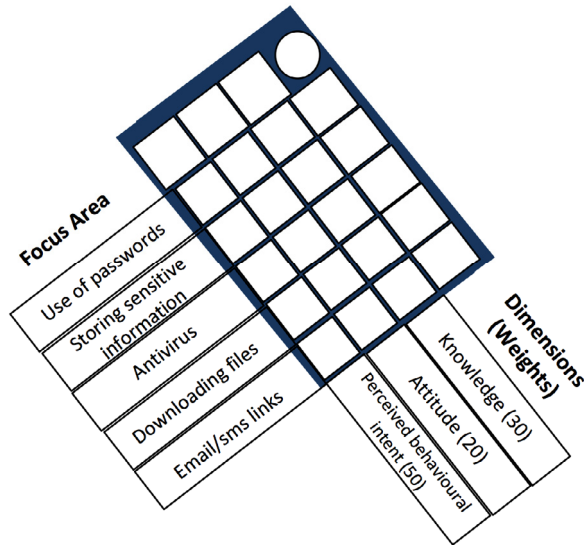 Focus Area
Use of passwords
Storing sensitive
information
Antivirus
Downloading files
Email/sms links
Dimensions
(Weights)
Knowledge (30)
Attitude (20)
Perceived behavioural
intent (50)